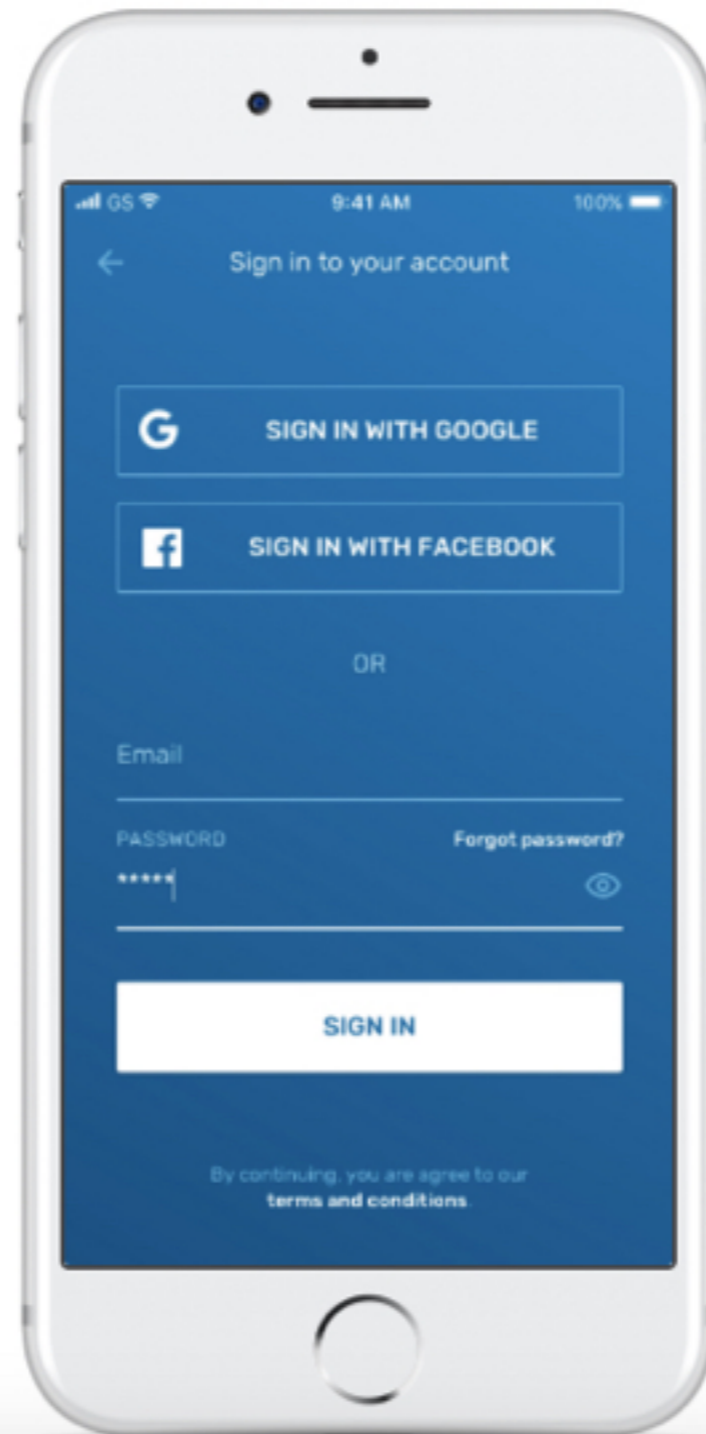 GS 9:41 AM 100%
Sign in to your account
G SIGN IN WITH GOOGLE
f SIGN IN WITH FACEBOOK
OR
Email
PASSWORD Forgot password?
*****
SIGN IN
By continuing, you are agree to our
terms and conditions.